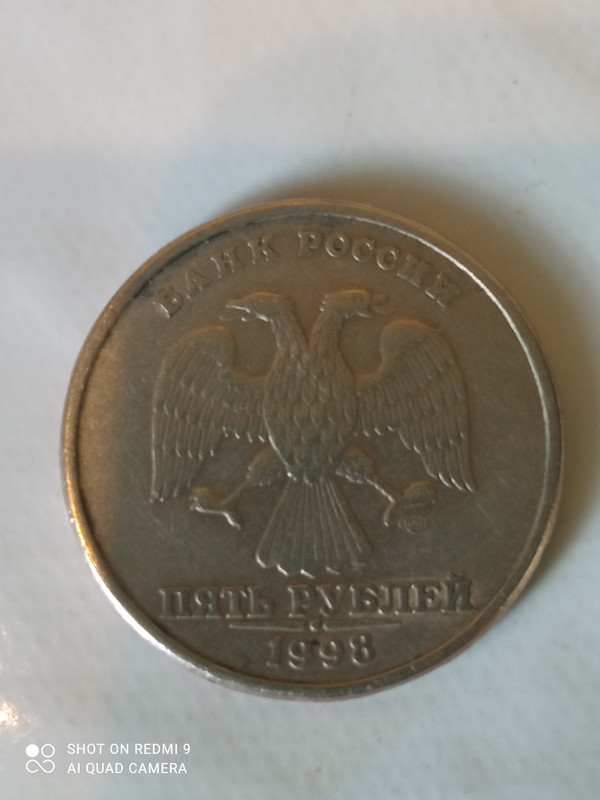 БАНК РОССИИ
ПЯТЬ РУБЛЕЙ
1998
SHOT ON REDMI 9
AI QUAD CAMERA